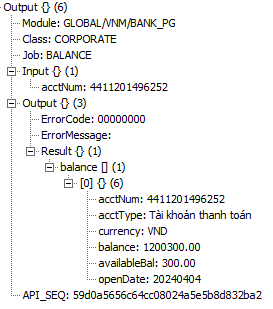 Output {} (6)
Module: GLOBAL/VNM/BANK_PG
Class: CORPORATE
Job: BALANCE
Input {} (1)
acctNum: 4411201496252
Output {} (3)
ErrorCode: 00000000
ErrorMessage:
Result {} (1)
balance [] (1)
[0] {} (6)
acctNum: 4411201496252
acctType: Tài khoản thanh toán
currency: VND
balance: 1200300.00
availableBal: 300.00
openDate: 20240404
API_SEQ: 59d0a5656c64cc08024a5e5b8d832ba2